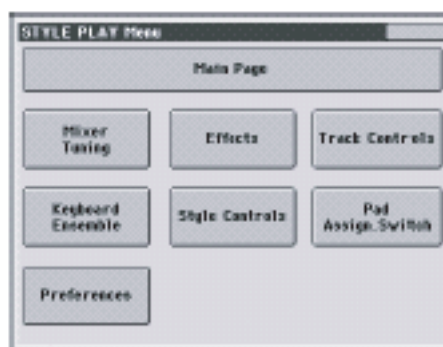 STYLE PLAY Menu
Main Page
Mixer
Tuning
Effects
Track Controls
Keyboard
Ensemble
Style Controls
Pad
Assign.Switch
Preferences